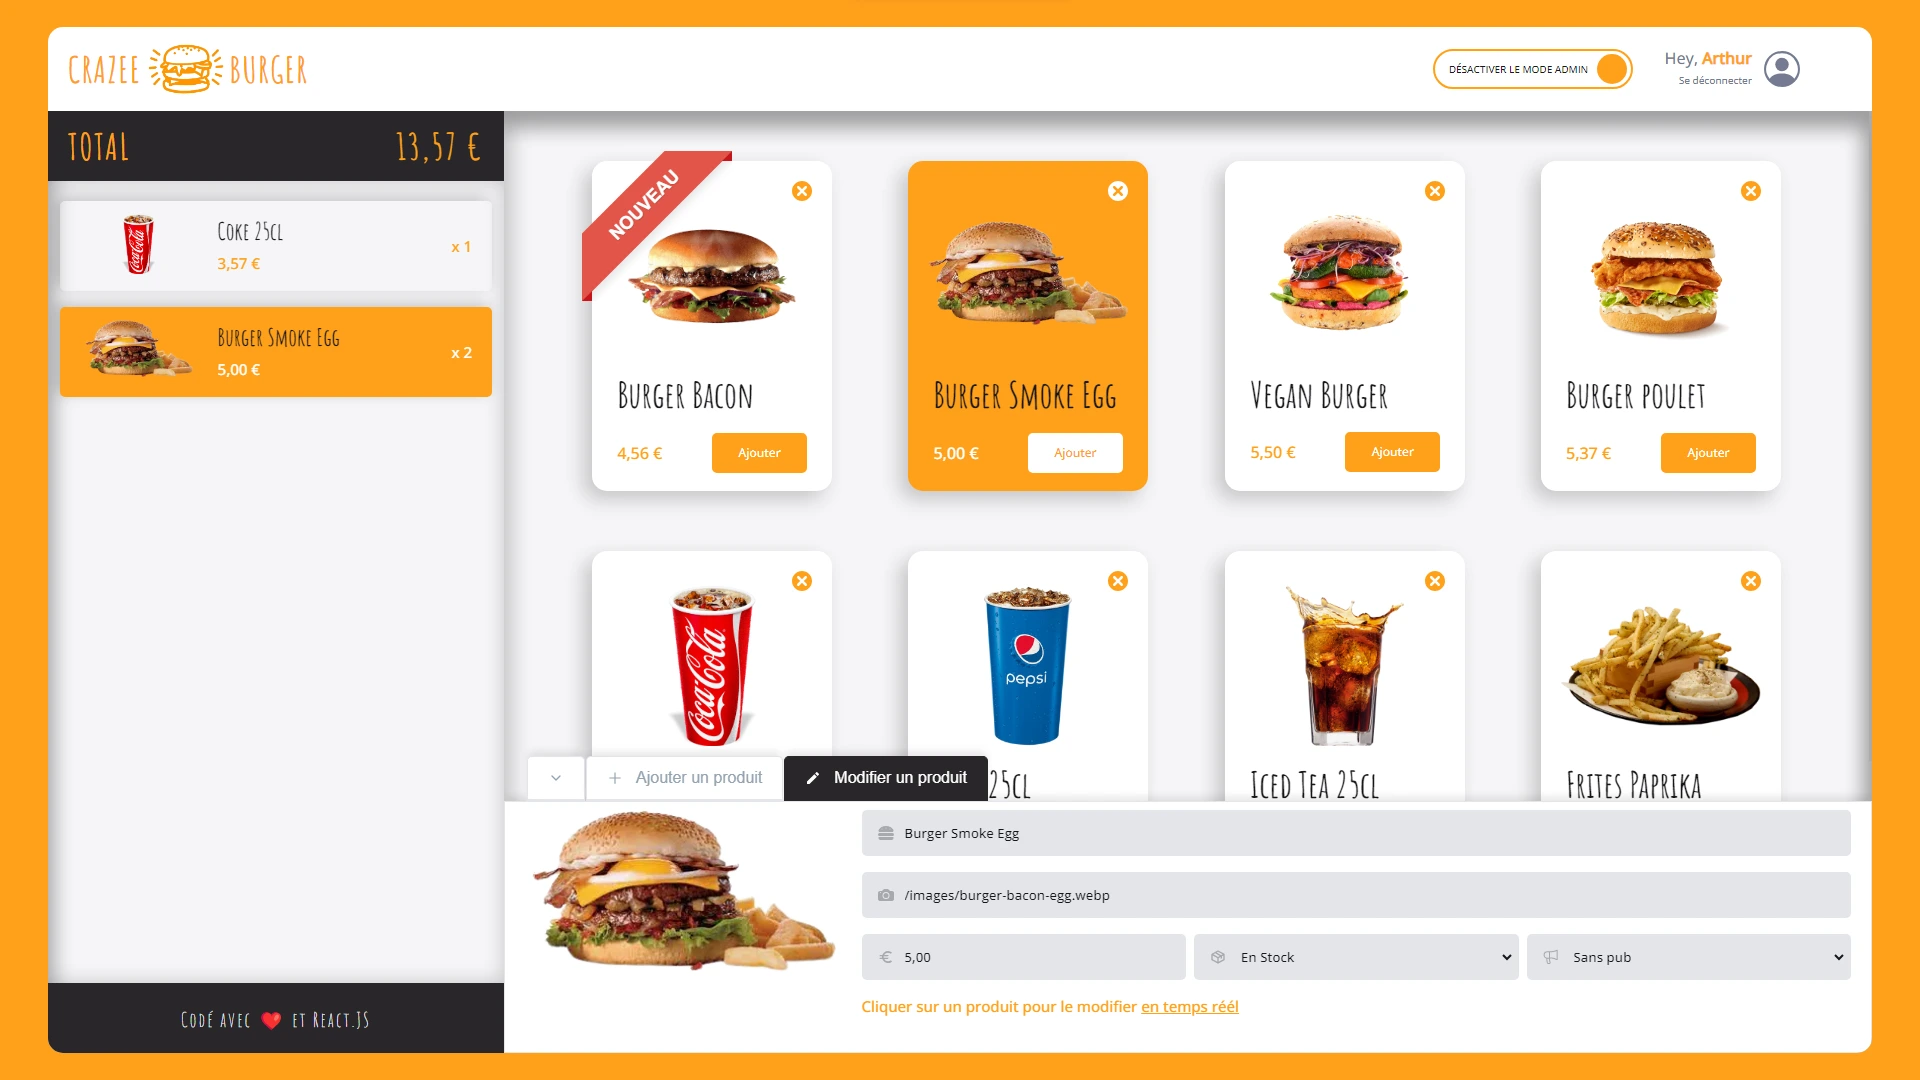 CRAZEE BURGER
DÉSACTIVER LE MODE ADMIN
Hey, Arthur
Se déconnecter
TOTAL 13,57 €
Coke 25cl
3,57 €
x 1
Burger Smoke Egg
5,00 €
x 2
Codé avec ❤️ et React.JS
NOUVEAU
Burger Bacon
4,56 €
Ajouter
Burger Smoke Egg
5,00 €
Ajouter
Vegan Burger
5,50 €
Ajouter
Burger poulet
5,37 €
Ajouter
Coca-Cola
pepsi
25cl
Iced Tea 25cl
Frites Paprika
Ajouter un produit
Modifier un produit
Burger Smoke Egg
/images/burger-bacon-egg.webp
€ 5,00
En Stock
Sans pub
Cliquer sur un produit pour le modifier en temps réél